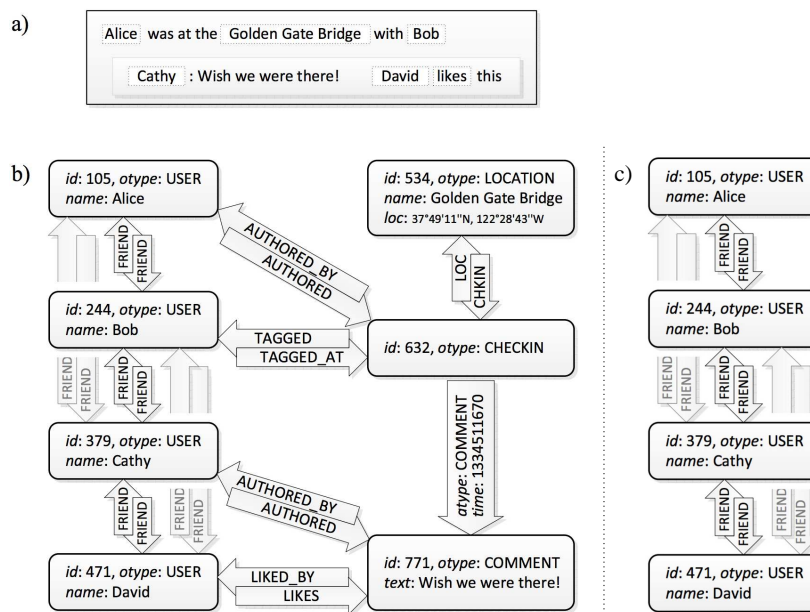 a)
Alice was at the Golden Gate Bridge with Bob
Cathy : Wish we were there! David likes this
b)
id: 105, otype: USER
name: Alice
id: 534, otype: LOCATION
name: Golden Gate Bridge
loc: 37°49'11"N, 122°28'43"W
FRIEND
FRIEND
AUTHORED_BY
AUTHORED
LOC
CHKIN
id: 244, otype: USER
name: Bob
TAGGED
TAGGED_AT
id: 632, otype: CHECKIN
FRIEND
FRIEND
FRIEND
FRIEND
atype: COMMENT
time: 1334511670
id: 379, otype: USER
name: Cathy
AUTHORED_BY
AUTHORED
FRIEND
FRIEND
FRIEND
FRIEND
id: 471, otype: USER
name: David
LIKED_BY
LIKES
id: 771, otype: COMMENT
text: Wish we were there!
c)
id: 105, otype: USER
name: Alice
FRIEND
FRIEND
id: 244, otype: USER
name: Bob
FRIEND
FRIEND
FRIEND
FRIEND
id: 379, otype: USER
name: Cathy
FRIEND
FRIEND
FRIEND
FRIEND
id: 471, otype: USER
name: David